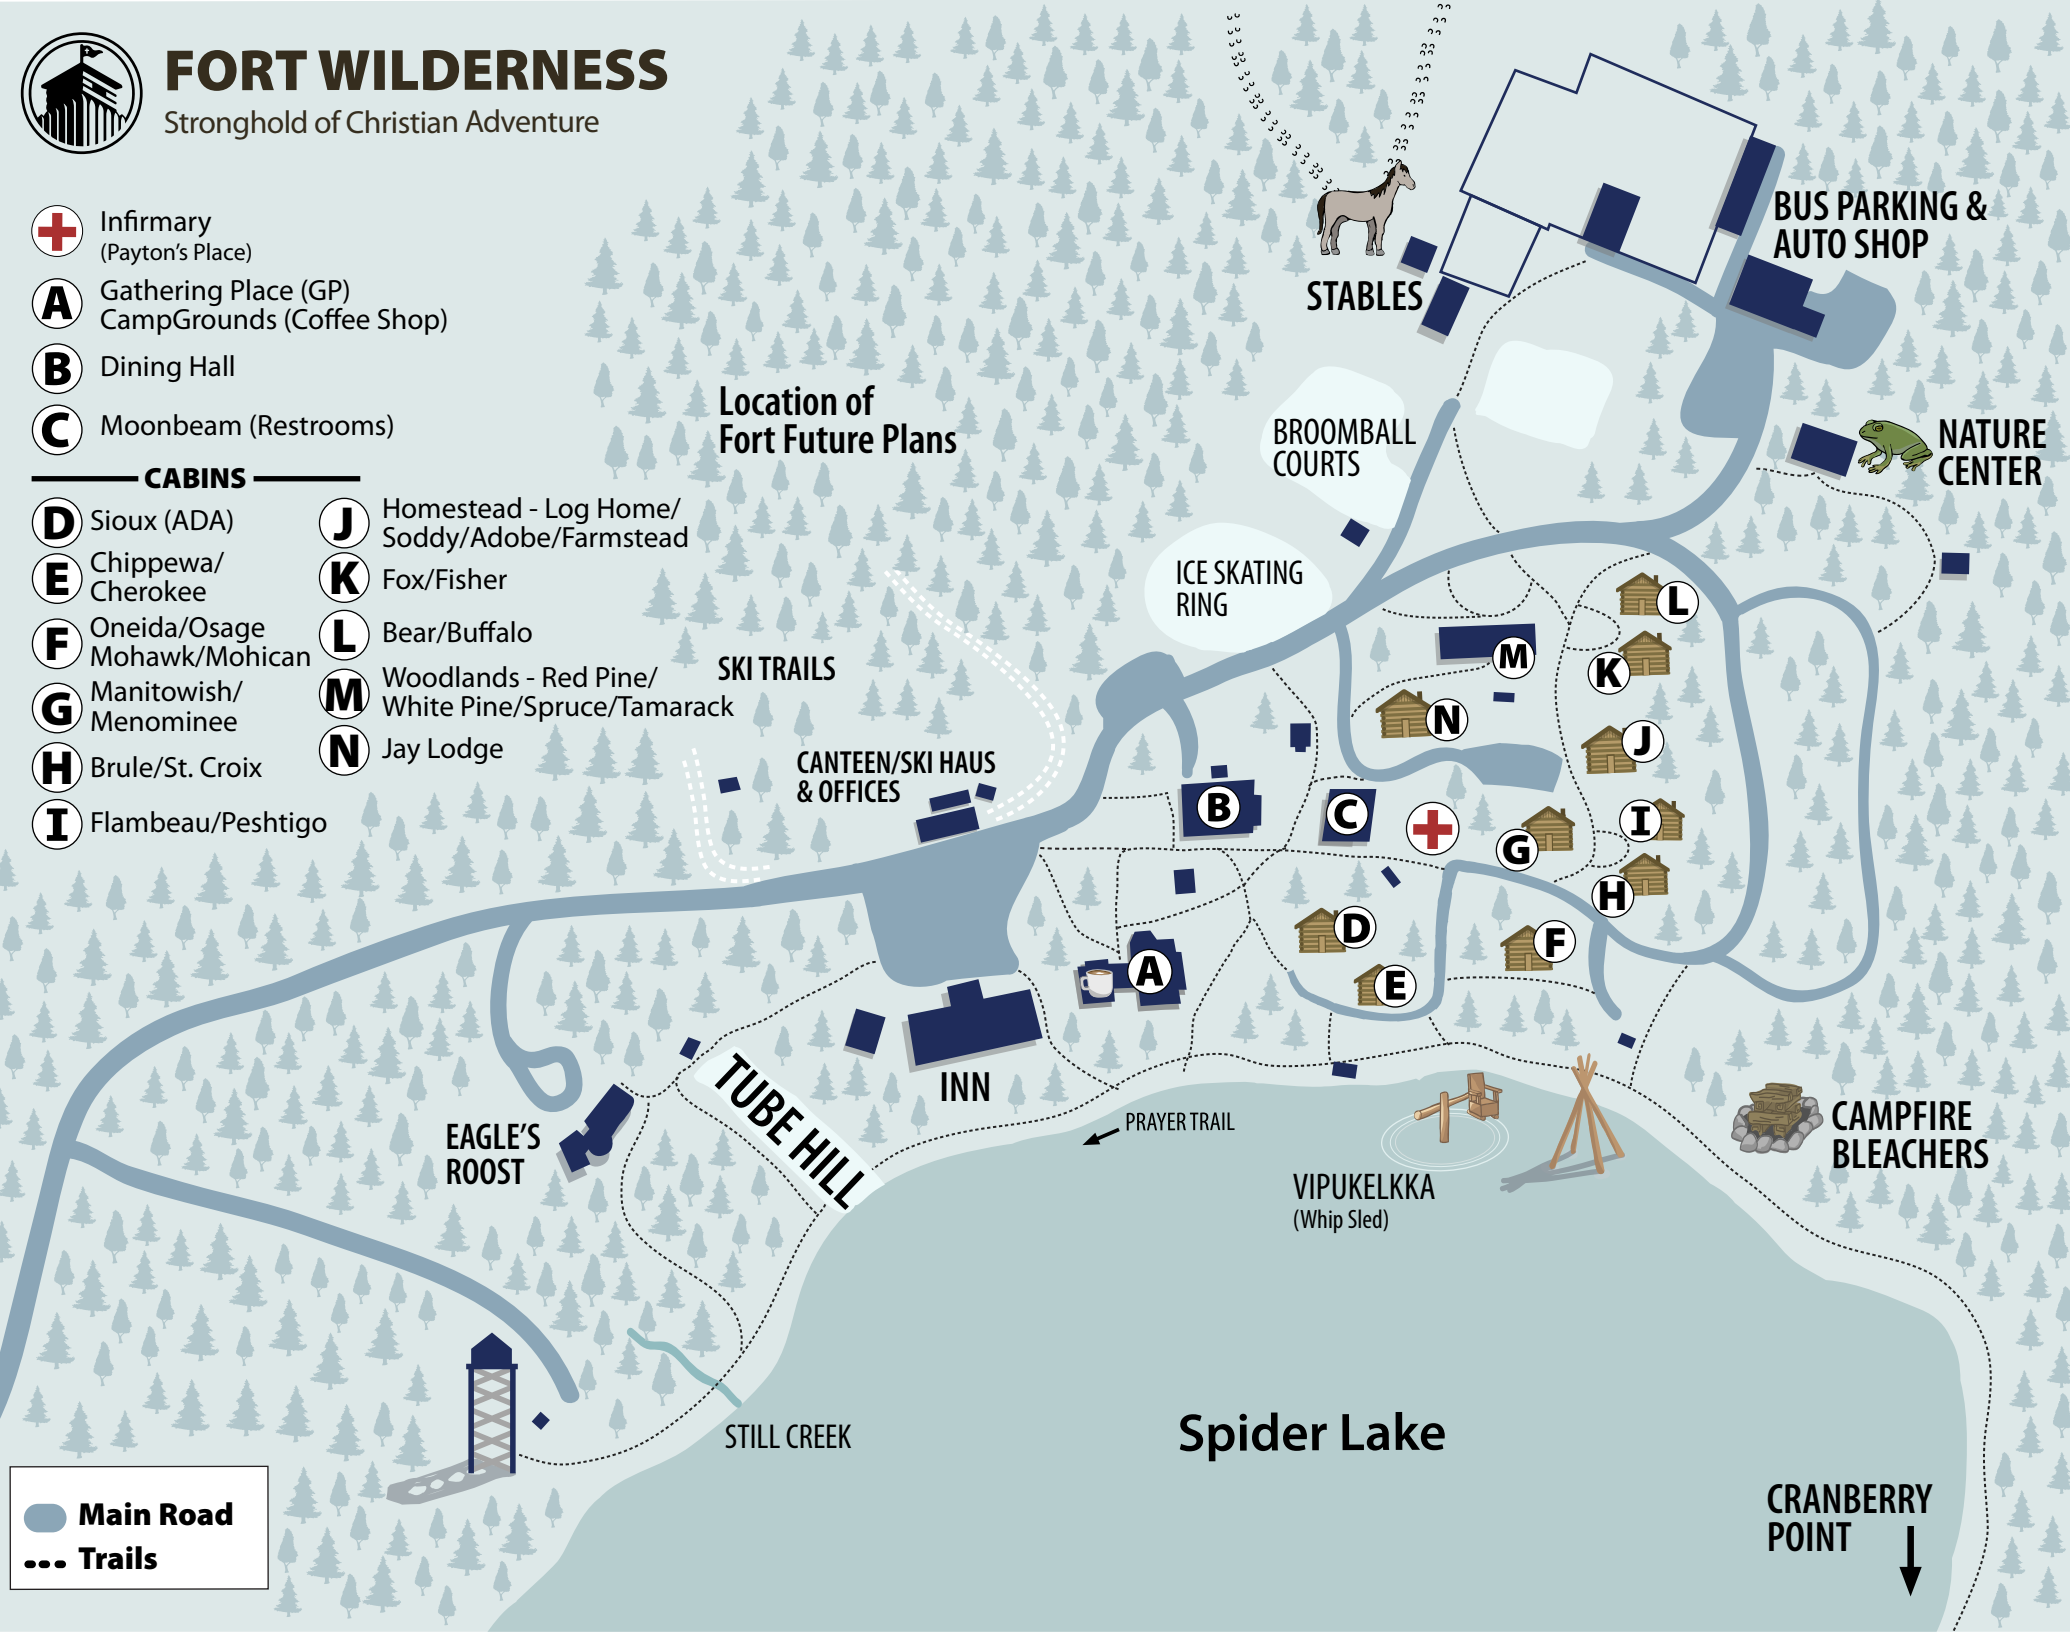 FORT WILDERNESS
Stronghold of Christian Adventure
Infirmary
(Payton's Place)
A
Gathering Place (GP)
CampGrounds (Coffee Shop)
B
Dining Hall
C
Moonbeam (Restrooms)
CABINS
D
Sioux (ADA)
E
Chippewa/
Cherokee
F
Oneida/Osage
Mohawk/Mohican
G
Manitowish/
Menominee
H
Brule/St. Croix
I
Flambeau/Peshtigo
J
Homestead - Log Home/
Soddy/Adobe/Farmstead
K
Fox/Fisher
L
Bear/Buffalo
M
Woodlands - Red Pine/
White Pine/Spruce/Tamarack
N
Jay Lodge
Location of
Fort Future Plans
STABLES
BUS PARKING &
AUTO SHOP
BROOMBALL
COURTS
NATURE
CENTER
ICE SKATING
RING
SKI TRAILS
CANTEEN/SKI HAUS
& OFFICES
L
K
M
N
J
B
C
I
G
H
D
F
A
E
INN
TUBE HILL
EAGLE'S
ROOST
PRAYER TRAIL
VIPUKELKKA
(Whip Sled)
CAMPFIRE
BLEACHERS
STILL CREEK
Spider Lake
CRANBERRY
POINT
Main Road
Trails